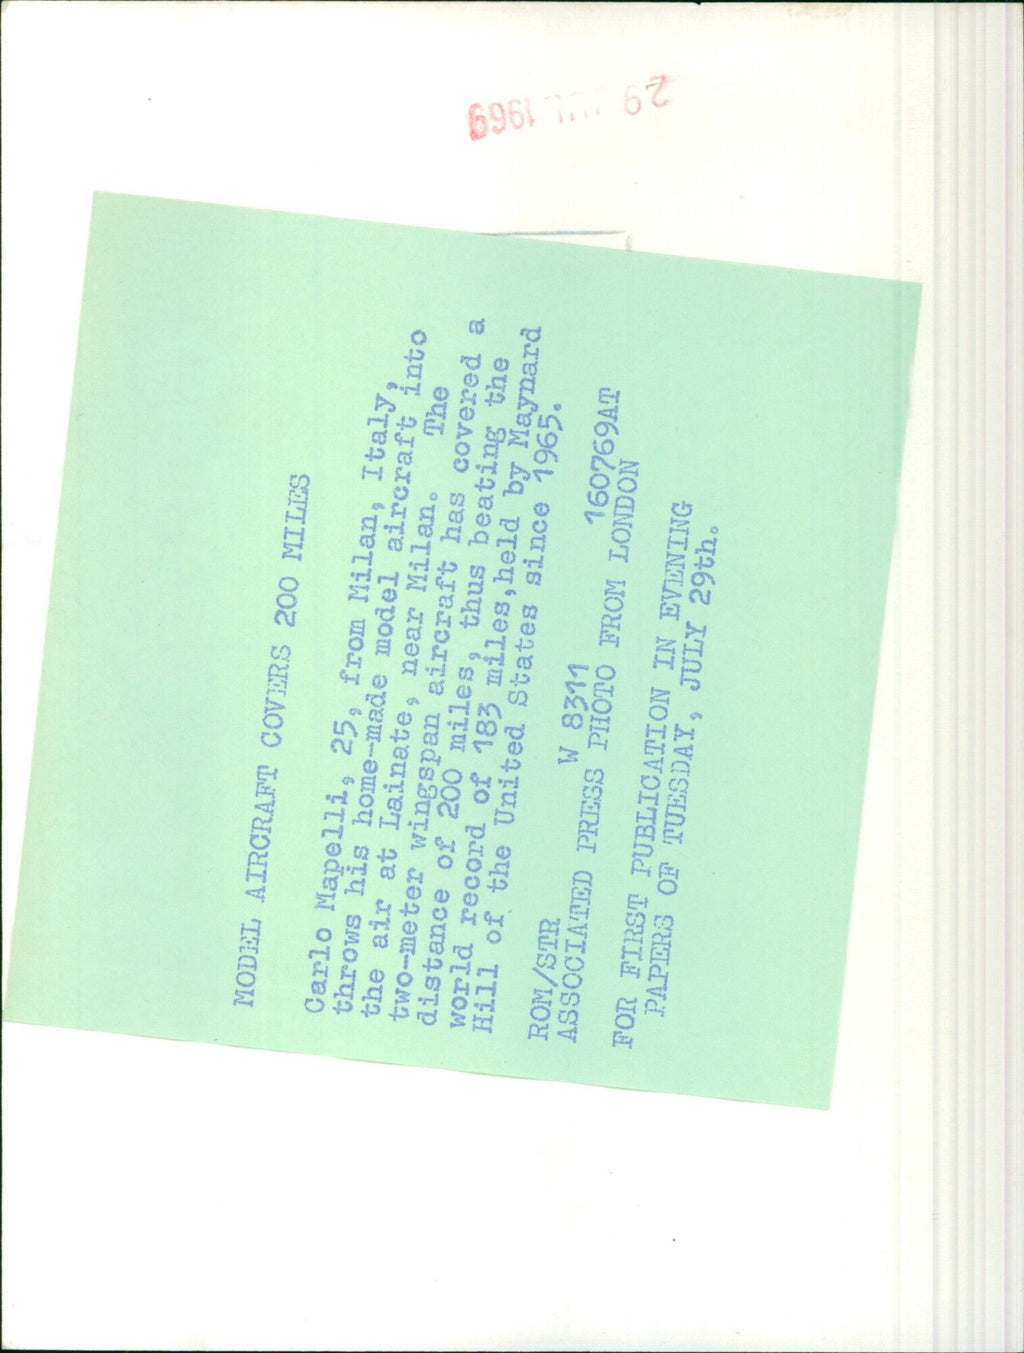 29 JUL 1969
MODEL AIRCRAFT COVERS 200 MILES
Carlo Mapelli, 25, from Milan, Italy,
throws his home-made model aircraft into
the air at Lainate, near Milan. The
two-meter wingspan aircraft has covered a
distance of 200 miles, thus beating the
world record of 183 miles,held by Maynard
Hill of the United States since 1965.
ROM/STR W 8311 160769AT
ASSOCIATED PRESS PHOTO FROM LONDON
FOR FIRST PUBLICATION IN EVENING
PAPERS OF TUESDAY, JULY 29th.